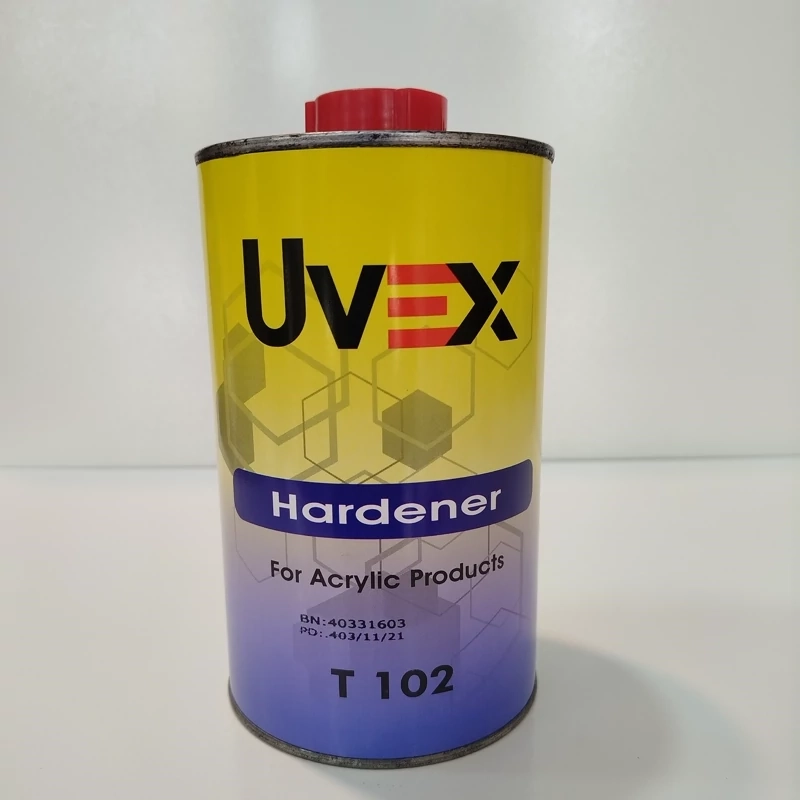 UVEX
Hardener
For Acrylic Products
BN:40331603
PD:.403/11/21
T 102